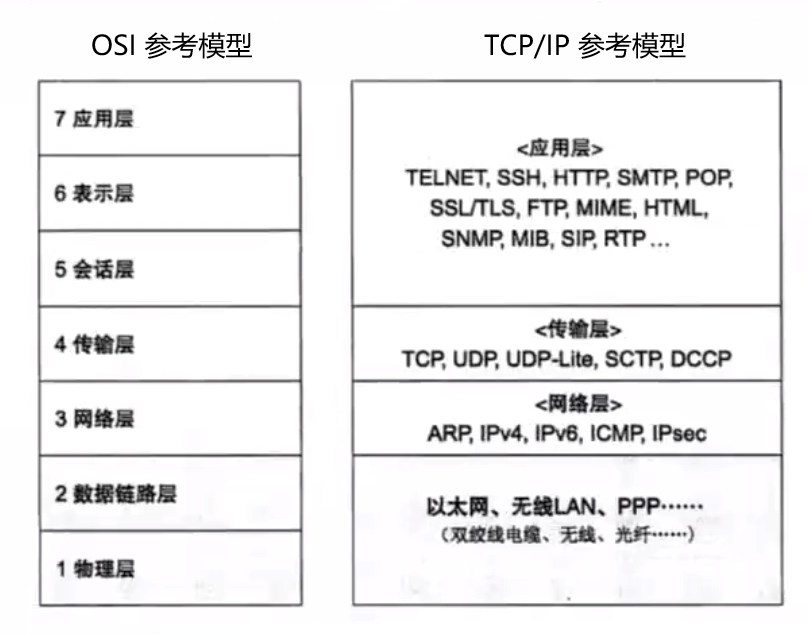 OSI 参考模型
TCP/IP 参考模型
7 应用层
6 表示层
5 会话层
4 传输层
3 网络层
2 数据链路层
1 物理层
<应用层>
TELNET, SSH, HTTP, SMTP, POP,
SSL/TLS, FTP, MIME, HTML,
SNMP, MIB, SIP, RTP ...
<传输层>
TCP, UDP, UDP-Lite, SCTP, DCCP
<网络层>
ARP, IPv4, IPv6, ICMP, IPsec
以太网、无线LAN、PPP……
（双绞线电缆、无线、光纤……）